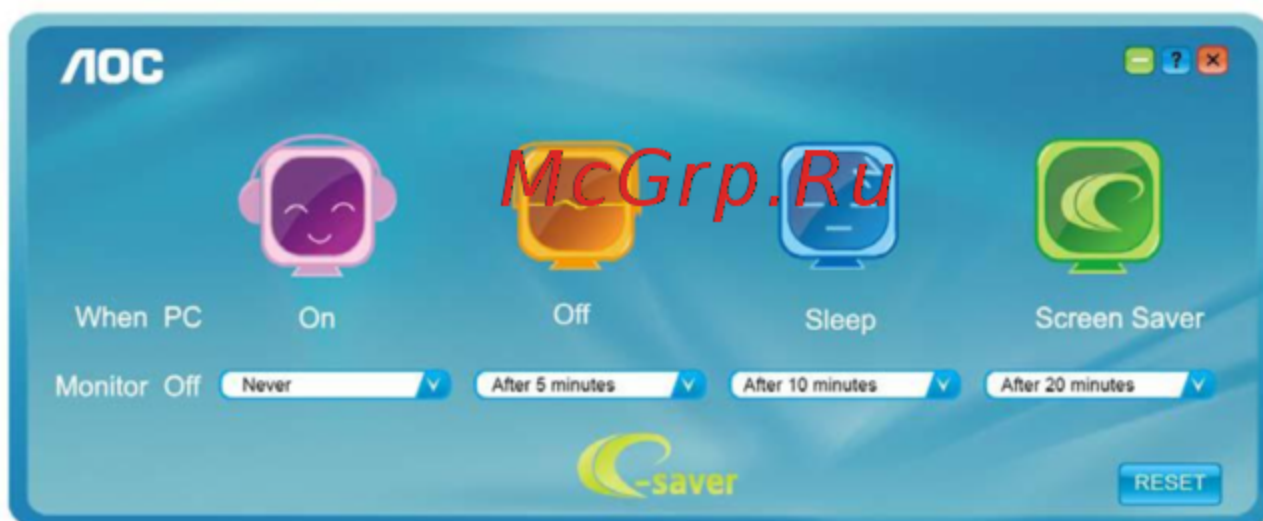 AOC
?
McGrp.Ru
When PC On Off Sleep Screen Saver
Monitor Off Never After 5 minutes After 10 minutes After 20 minutes
e-saver
RESET